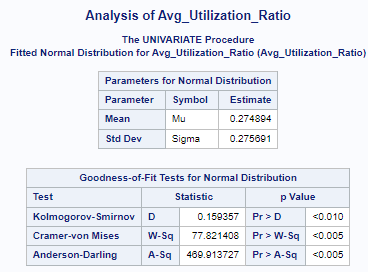 Analysis of Avg_Utilization_Ratio
The UNIVARIATE Procedure
Fitted Normal Distribution for Avg_Utilization_Ratio (Avg_Utilization_Ratio)
Parameters for Normal Distribution
Parameter Symbol Estimate
Mean Mu 0.274894
Std Dev Sigma 0.275691
Goodness-of-Fit Tests for Normal Distribution
Test Statistic p Value
Kolmogorov-Smirnov D 0.159357 Pr > D <0.010
Cramer-von Mises W-Sq 77.821408 Pr > W-Sq <0.005
Anderson-Darling A-Sq 469.913727 Pr > A-Sq <0.005